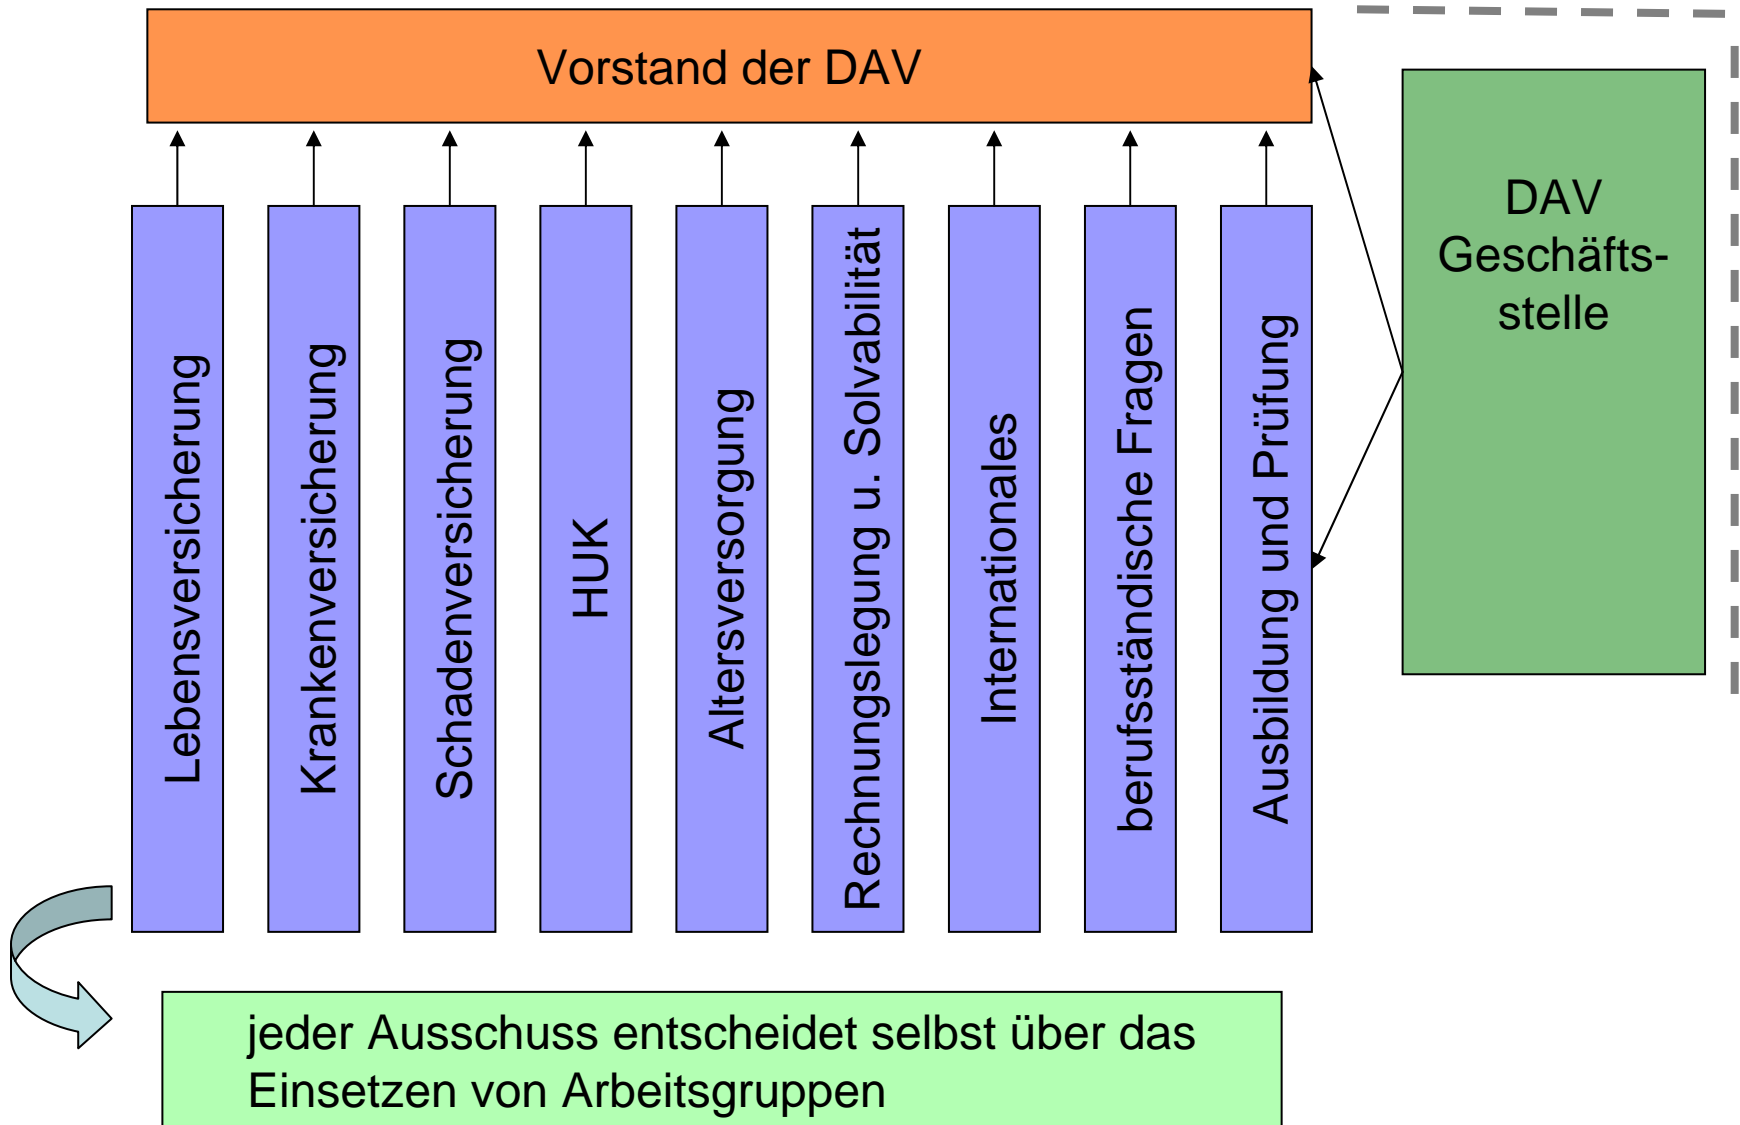 Vorstand der DAV
Lebensversicherung
Krankenversicherung
Schadenversicherung
HUK
Altersversorgung
Rechnungslegung u. Solvabilität
Internationales
berufsständische Fragen
Ausbildung und Prüfung
DAV
Geschäfts-
stelle
jeder Ausschuss entscheidet selbst über das
Einsetzen von Arbeitsgruppen